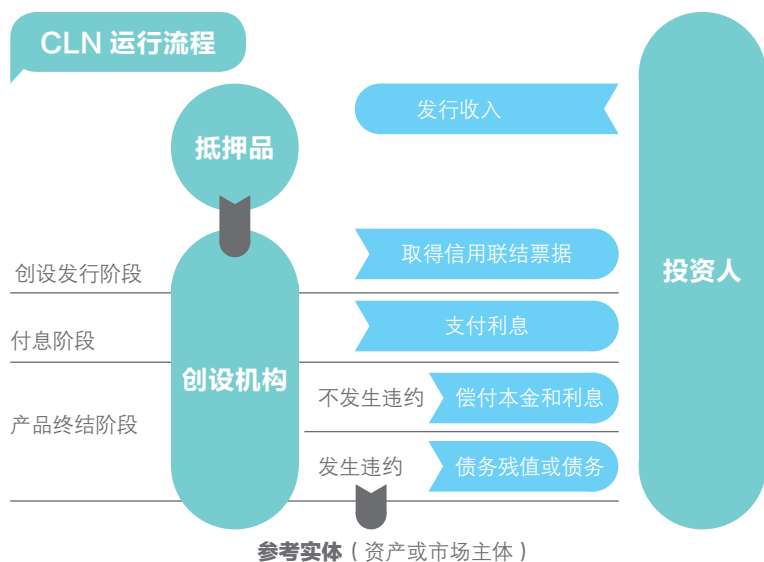 CLN 运行流程
发行收入
抵押品
取得信用联结票据
投资人
创设发行阶段
支付利息
付息阶段
创设机构
不发生违约
偿付本金和利息
产品终结阶段
发生违约
债务残值或债务
参考实体（资产或市场主体）